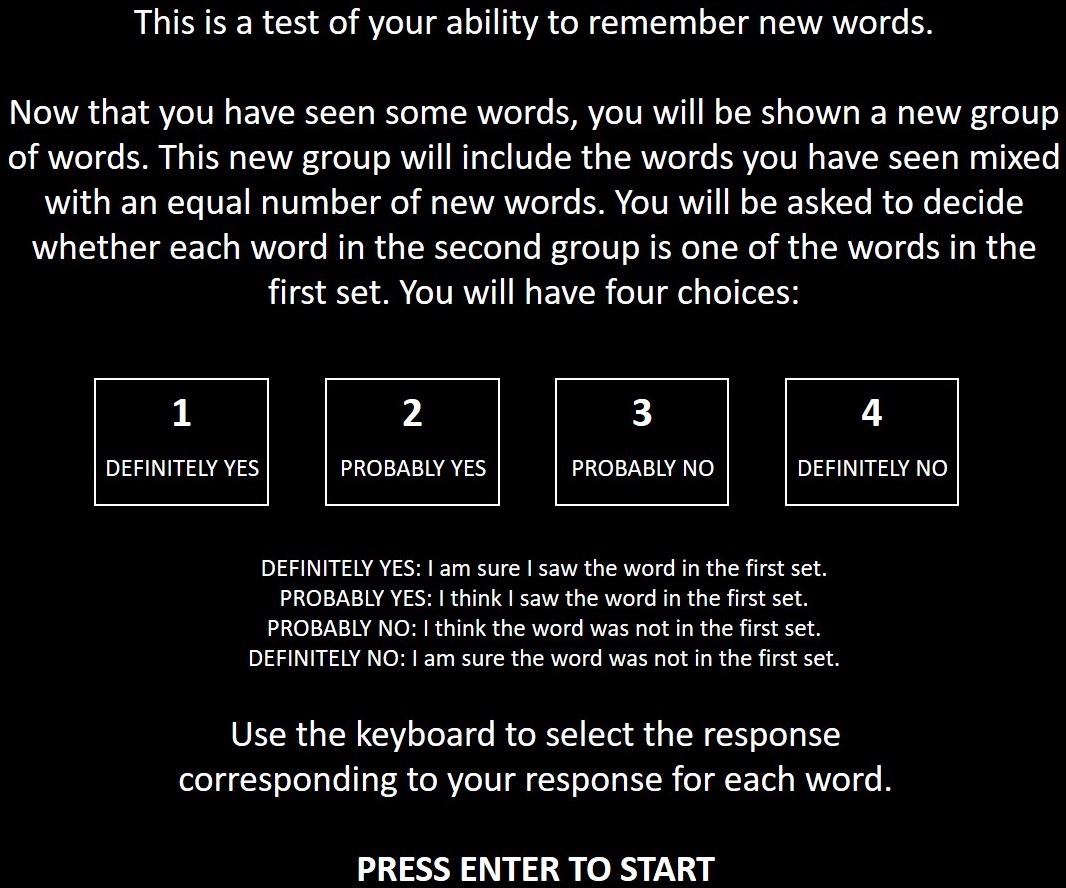 This is a test of your ability to remember new words.
Now that you have seen some words, you will be shown a new group
of words. This new group will include the words you have seen mixed
with an equal number of new words. You will be asked to decide
whether each word in the second group is one of the words in the
first set. You will have four choices:
1
DEFINITELY YES
2
PROBABLY YES
3
PROBABLY NO
4
DEFINITELY NO
DEFINITELY YES: I am sure I saw the word in the first set.
PROBABLY YES: I think I saw the word in the first set.
PROBABLY NO: I think the word was not in the first set.
DEFINITELY NO: I am sure the word was not in the first set.
Use the keyboard to select the response
corresponding to your response for each word.
PRESS ENTER TO START